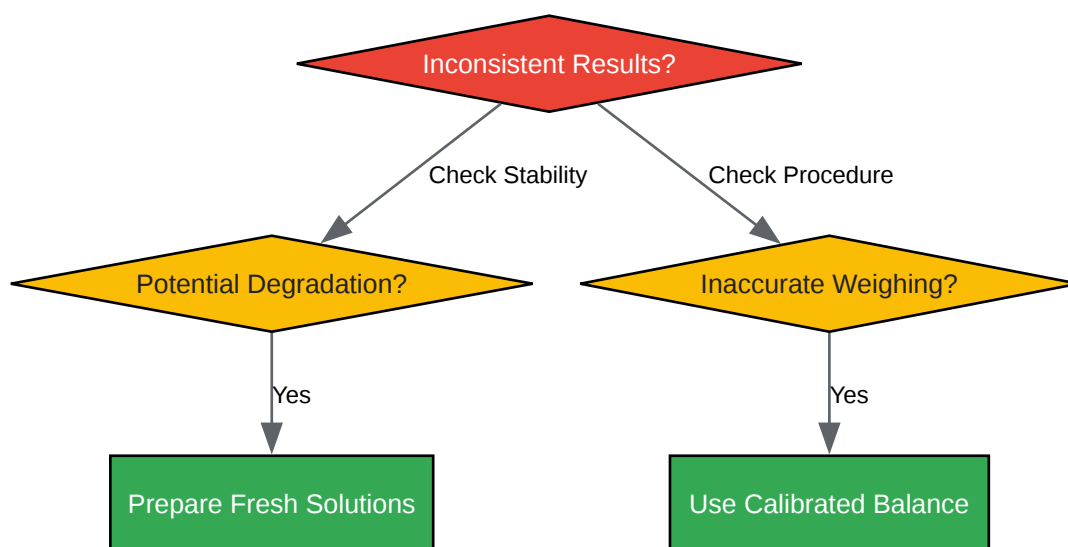 Inconsistent Results?
Check Stability
Check Procedure
Potential Degradation?
Inaccurate Weighing?
Yes
Yes
Prepare Fresh Solutions
Use Calibrated Balance